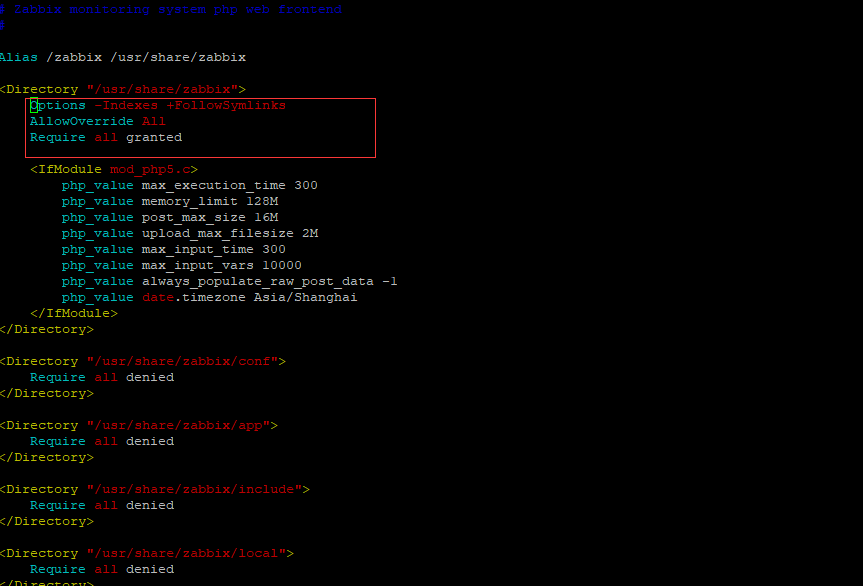 # Zabbix monitoring system php web frontend
#
Alias /zabbix /usr/share/zabbix
<Directory "/usr/share/zabbix">
Options -Indexes +FollowSymlinks
AllowOverride All
Require all granted
<IfModule mod_php5.c>
php_value max_execution_time 300
php_value memory_limit 128M
php_value post_max_size 16M
php_value upload_max_filesize 2M
php_value max_input_time 300
php_value max_input_vars 10000
php_value always_populate_raw_post_data -1
php_value date.timezone Asia/Shanghai
</IfModule>
</Directory>
<Directory "/usr/share/zabbix/conf">
Require all denied
</Directory>
<Directory "/usr/share/zabbix/app">
Require all denied
</Directory>
<Directory "/usr/share/zabbix/include">
Require all denied
</Directory>
<Directory "/usr/share/zabbix/local">
Require all denied
</Directory>